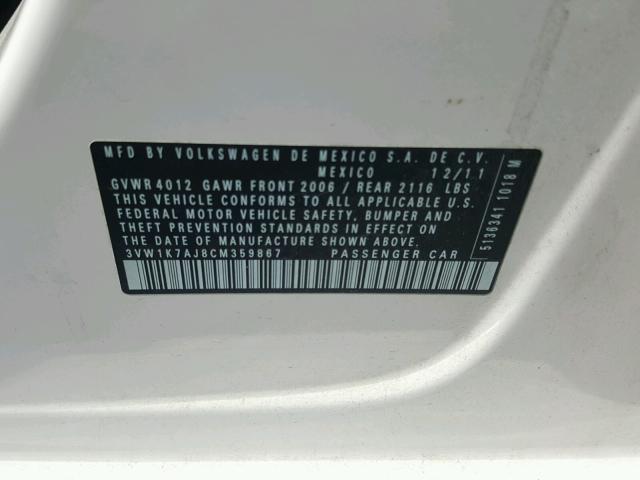 MFD BY VOLKSWAGEN DE MEXICO S.A. DE C.V.
MEXICO 12/11
GVWR 4012 GAWR FRONT 2006 / REAR 2116 LBS
THIS VEHICLE CONFORMS TO ALL APPLICABLE U.S.
FEDERAL MOTOR VEHICLE SAFETY, BUMPER AND
THEFT PREVENTION STANDARDS IN EFFECT ON
THE DATE OF MANUFACTURE SHOWN ABOVE.
3VW1K7AJ8CM359867 PASSENGER CAR
5136341 1018 M